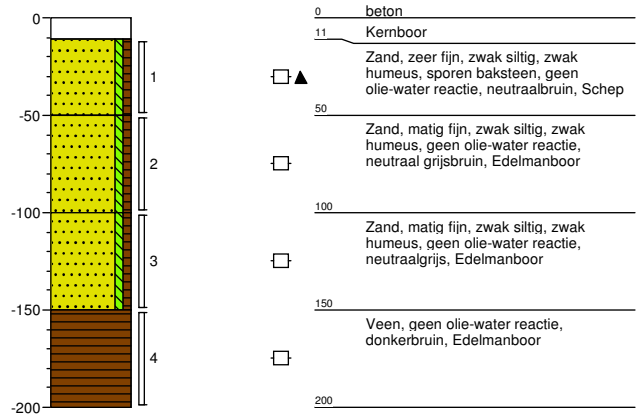 0
-50
-100
-150
-200
1
2
3
4
0 beton
11 Kernboor
Zand, zeer fijn, zwak siltig, zwak
humeus, sporen baksteen, geen
olie-water reactie, neutraalbruin, Schep
50
Zand, matig fijn, zwak siltig, zwak
humeus, geen olie-water reactie,
neutraal grijsbruin, Edelmanboor
100
Zand, matig fijn, zwak siltig, zwak
humeus, geen olie-water reactie,
neutraalgrijs, Edelmanboor
150
Veen, geen olie-water reactie,
donkerbruin, Edelmanboor
200